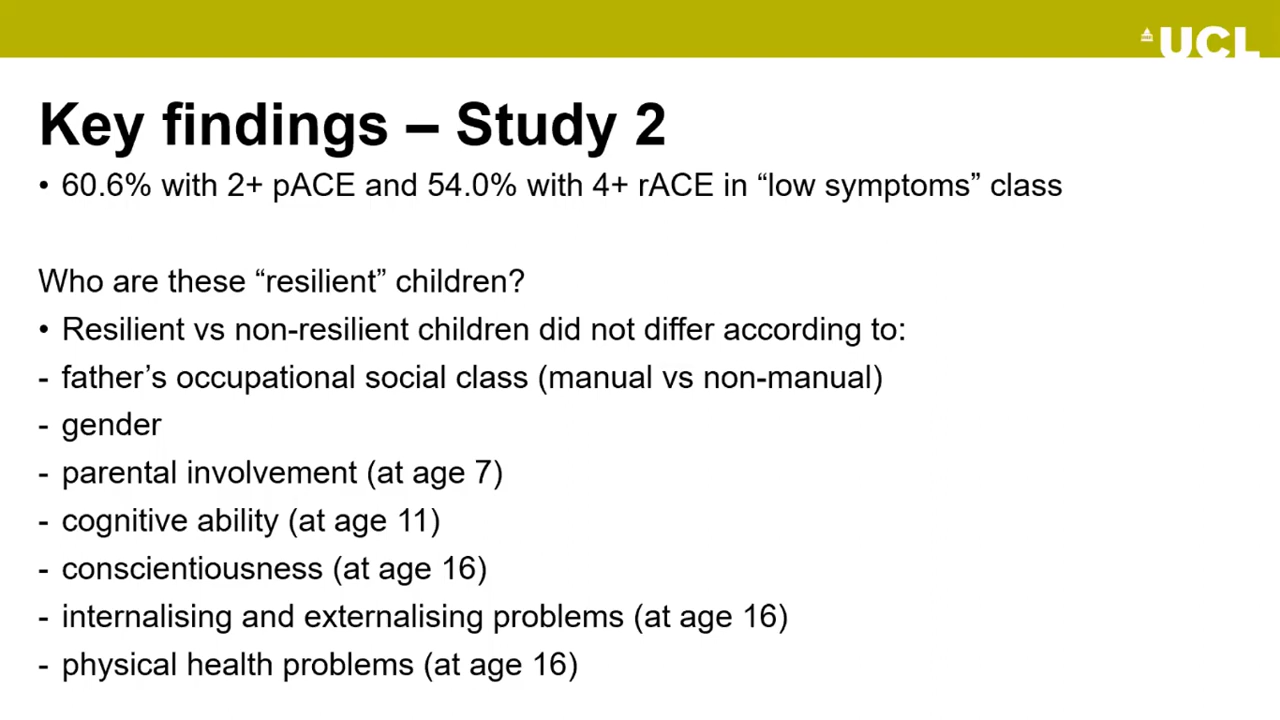 UCL
Key findings – Study 2
• 60.6% with 2+ pACE and 54.0% with 4+ rACE in “low symptoms” class
Who are these “resilient” children?
• Resilient vs non-resilient children did not differ according to:
- father’s occupational social class (manual vs non-manual)
- gender
- parental involvement (at age 7)
- cognitive ability (at age 11)
- conscientiousness (at age 16)
- internalising and externalising problems (at age 16)
- physical health problems (at age 16)